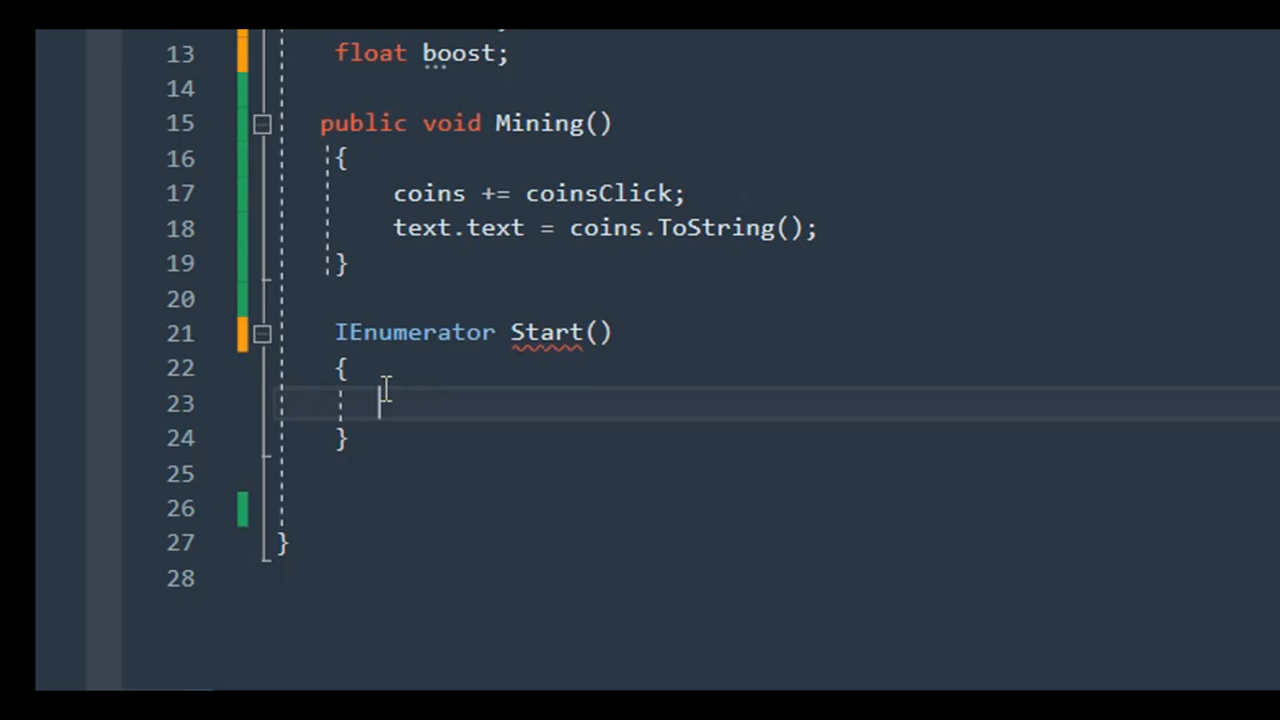 13 float boost;
14
15 public void Mining()
16 {
17 coins += coinsClick;
18 text.text = coins.ToString();
19 }
20
21 IEnumerator Start()
22 {
23
24 }
25
26
27 }
28